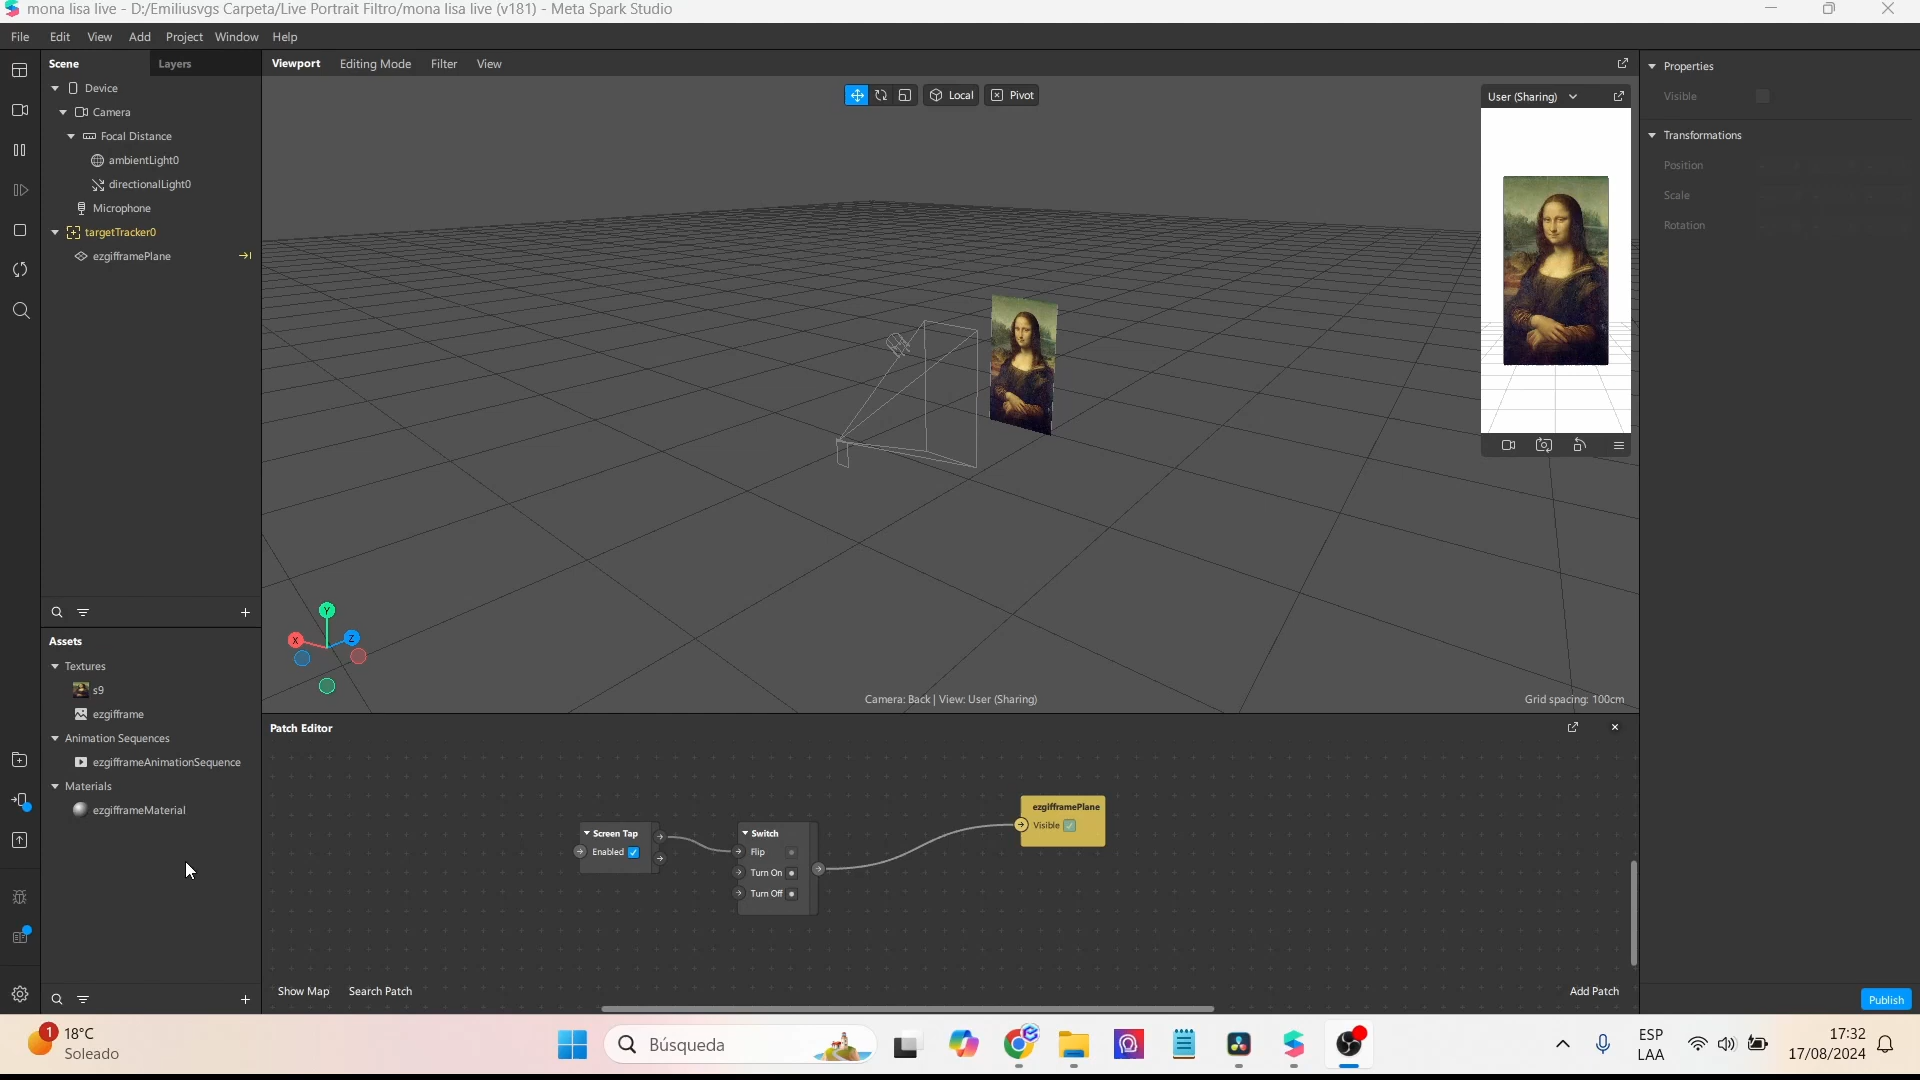 mona lisa live - D:/Emiliusvgs Carpeta/Live Portrait Filtro/mona lisa live (v181) - Meta Spark Studio
File Edit View Add Project Window Help
Scene Layers
Device
Camera
Focal Distance
ambientLight0
directionalLight0
Microphone
targetTracker0
ezgifframePlane
Viewport Editing Mode Filter View
Local Pivot
User (Sharing)
Y
X
Z
Camera: Back | View: User (Sharing)
Grid spacing: 100cm
Properties
Visible
Transformations
Position
Scale
Rotation
Assets
Textures
s9
ezgifframe
Animation Sequences
ezgifframeAnimationSequence
Materials
ezgifframeMaterial
Patch Editor
Screen Tap
Enabled
Switch
Flip
Turn On
Turn Off
ezgifframePlane
Visible
Show Map Search Patch
Add Patch
Publish
1
18°C
Soleado
Búsqueda
ESP
LAA
17:32
17/08/2024